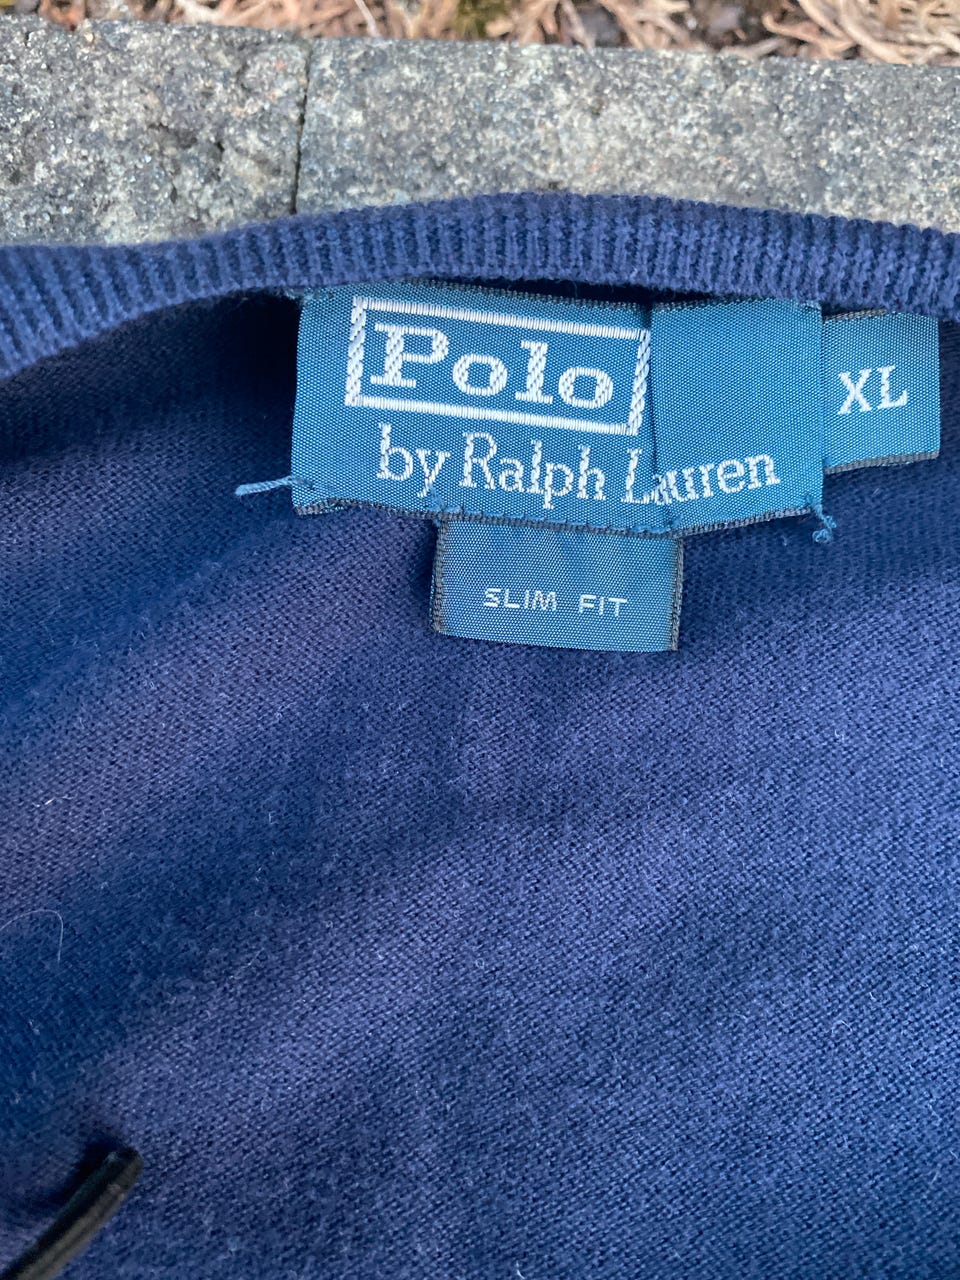 Polo
by Ralph Lauren
XL
SLIM FIT